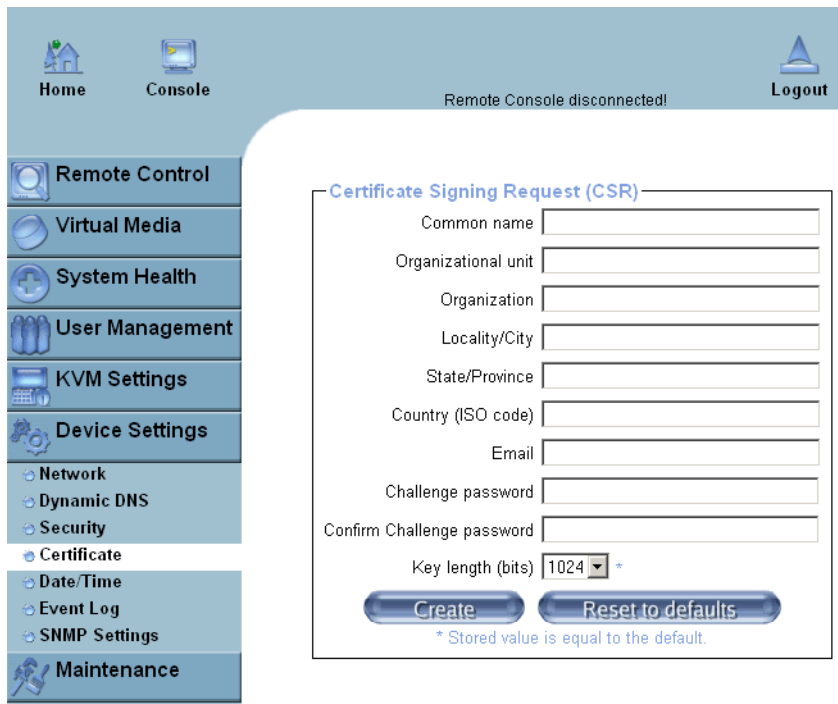 Home
Console
Remote Console disconnected!
Logout
Remote Control
Virtual Media
System Health
User Management
KVM Settings
Device Settings
Network
Dynamic DNS
Security
Certificate
Date/Time
Event Log
SNMP Settings
Maintenance
Certificate Signing Request (CSR)
Common name
Organizational unit
Organization
Locality/City
State/Province
Country (ISO code)
Email
Challenge password
Confirm Challenge password
Key length (bits) 1024 *
Create Reset to defaults
* Stored value is equal to the default.